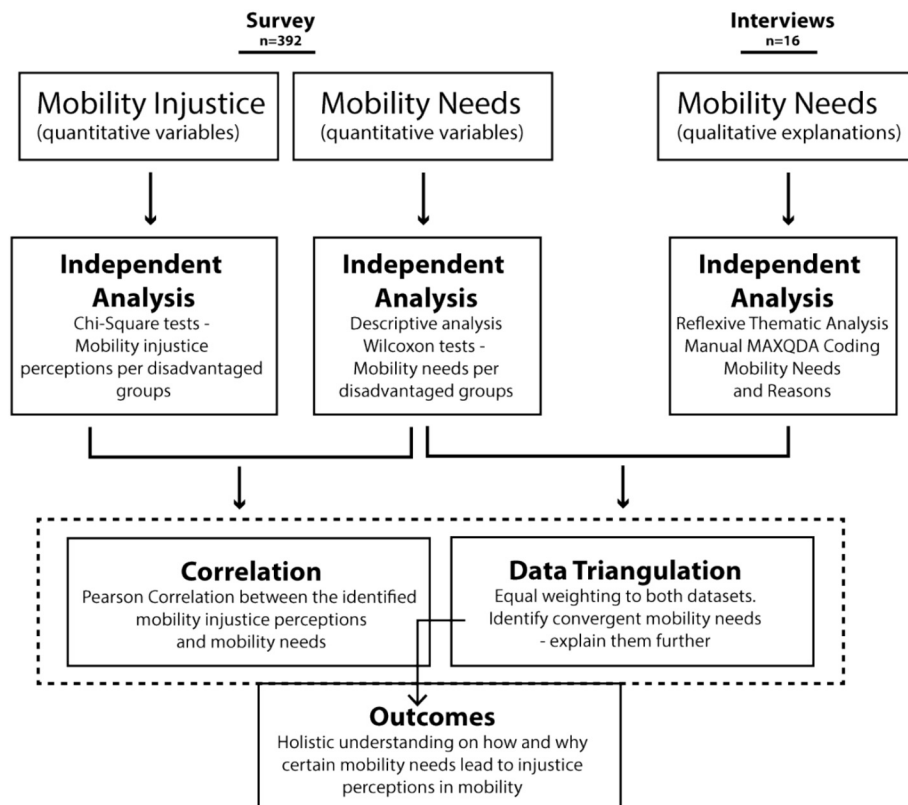 Survey
n=392
Interviews
n=16
Mobility Injustice
(quantitative variables)
Mobility Needs
(quantitative variables)
Mobility Needs
(qualitative explanations)
Independent
Analysis
Chi-Square tests -
Mobility injustice
perceptions per disadvantaged
groups
Independent
Analysis
Descriptive analysis
Wilcoxon tests -
Mobility needs per
disadvantaged groups
Independent
Analysis
Reflexive Thematic Analysis
Manual MAXQDA Coding
Mobility Needs
and Reasons
Correlation
Pearson Correlation between the identified
mobility injustice perceptions
and mobility needs
Data Triangulation
Equal weighting to both datasets.
Identify convergent mobility needs
- explain them further
Outcomes
Holistic understanding on how and why
certain mobility needs lead to injustice
perceptions in mobility